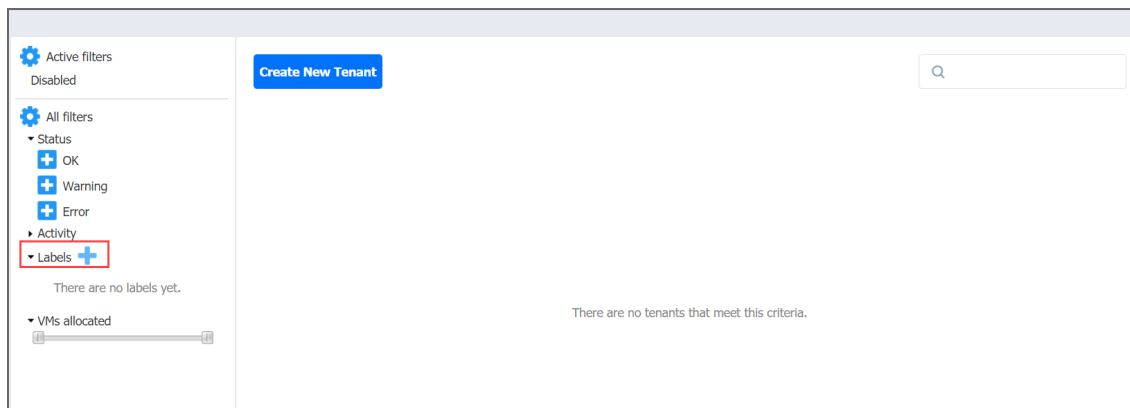 Active filters
Disabled
All filters
Status
OK
Warning
Error
Activity
Labels
There are no labels yet.
VMs allocated
Create New Tenant
There are no tenants that meet this criteria.